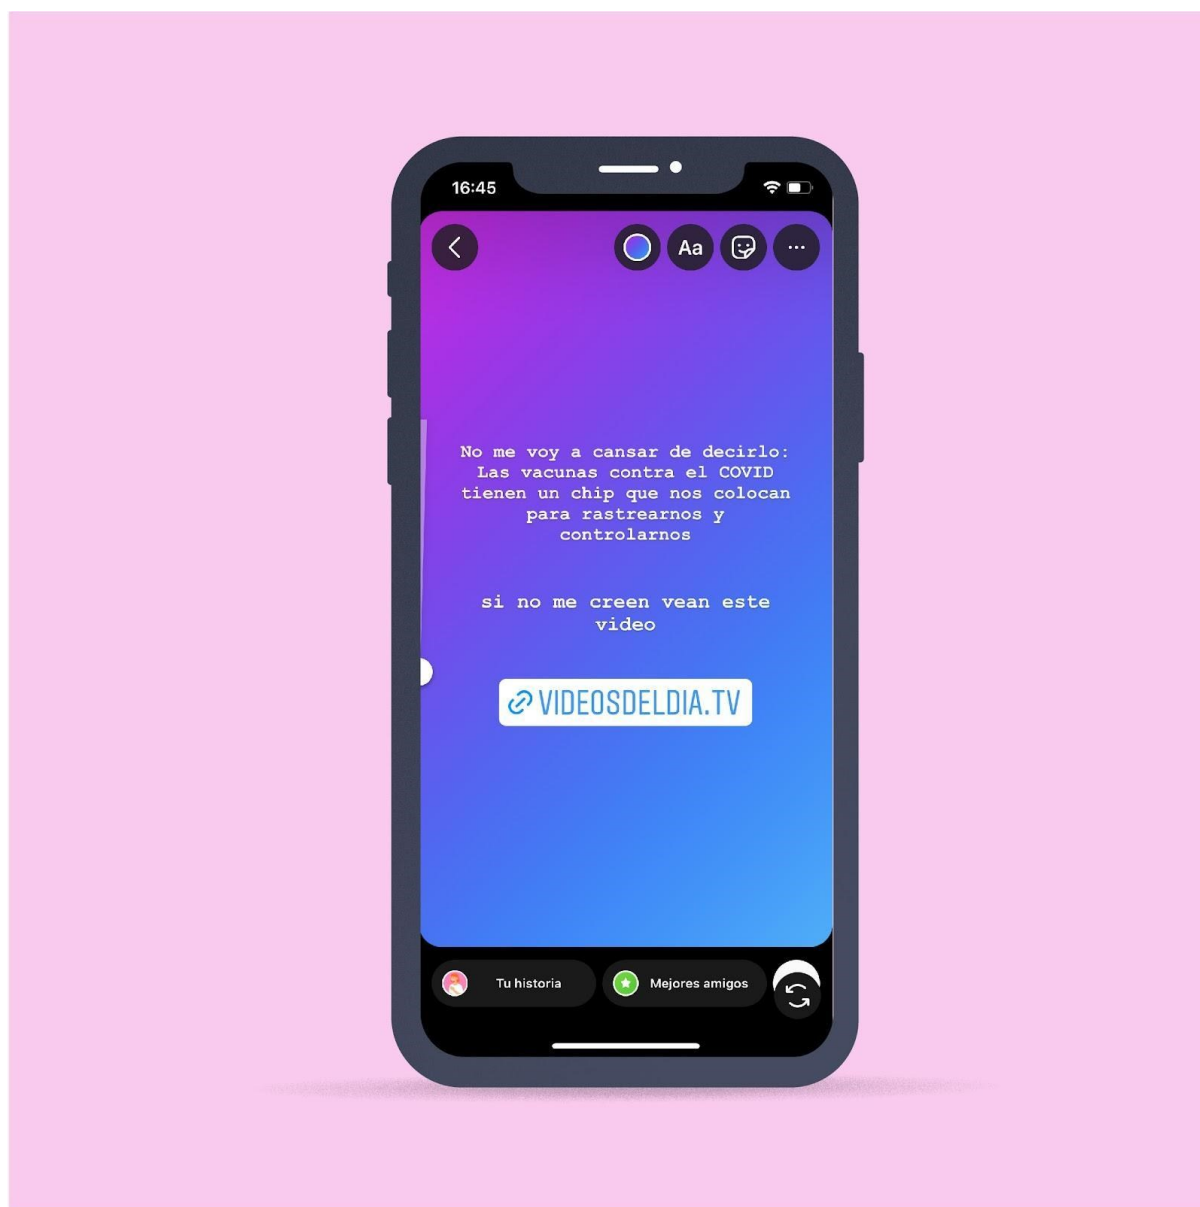 16:45
Aa
No me voy a cansar de decirlo:
Las vacunas contra el COVID
tienen un chip que nos colocan
para rastrearnos y
controlarnos
si no me creen vean este
video
VIDEOSDELDIA.TV
Tu historia
Mejores amigos